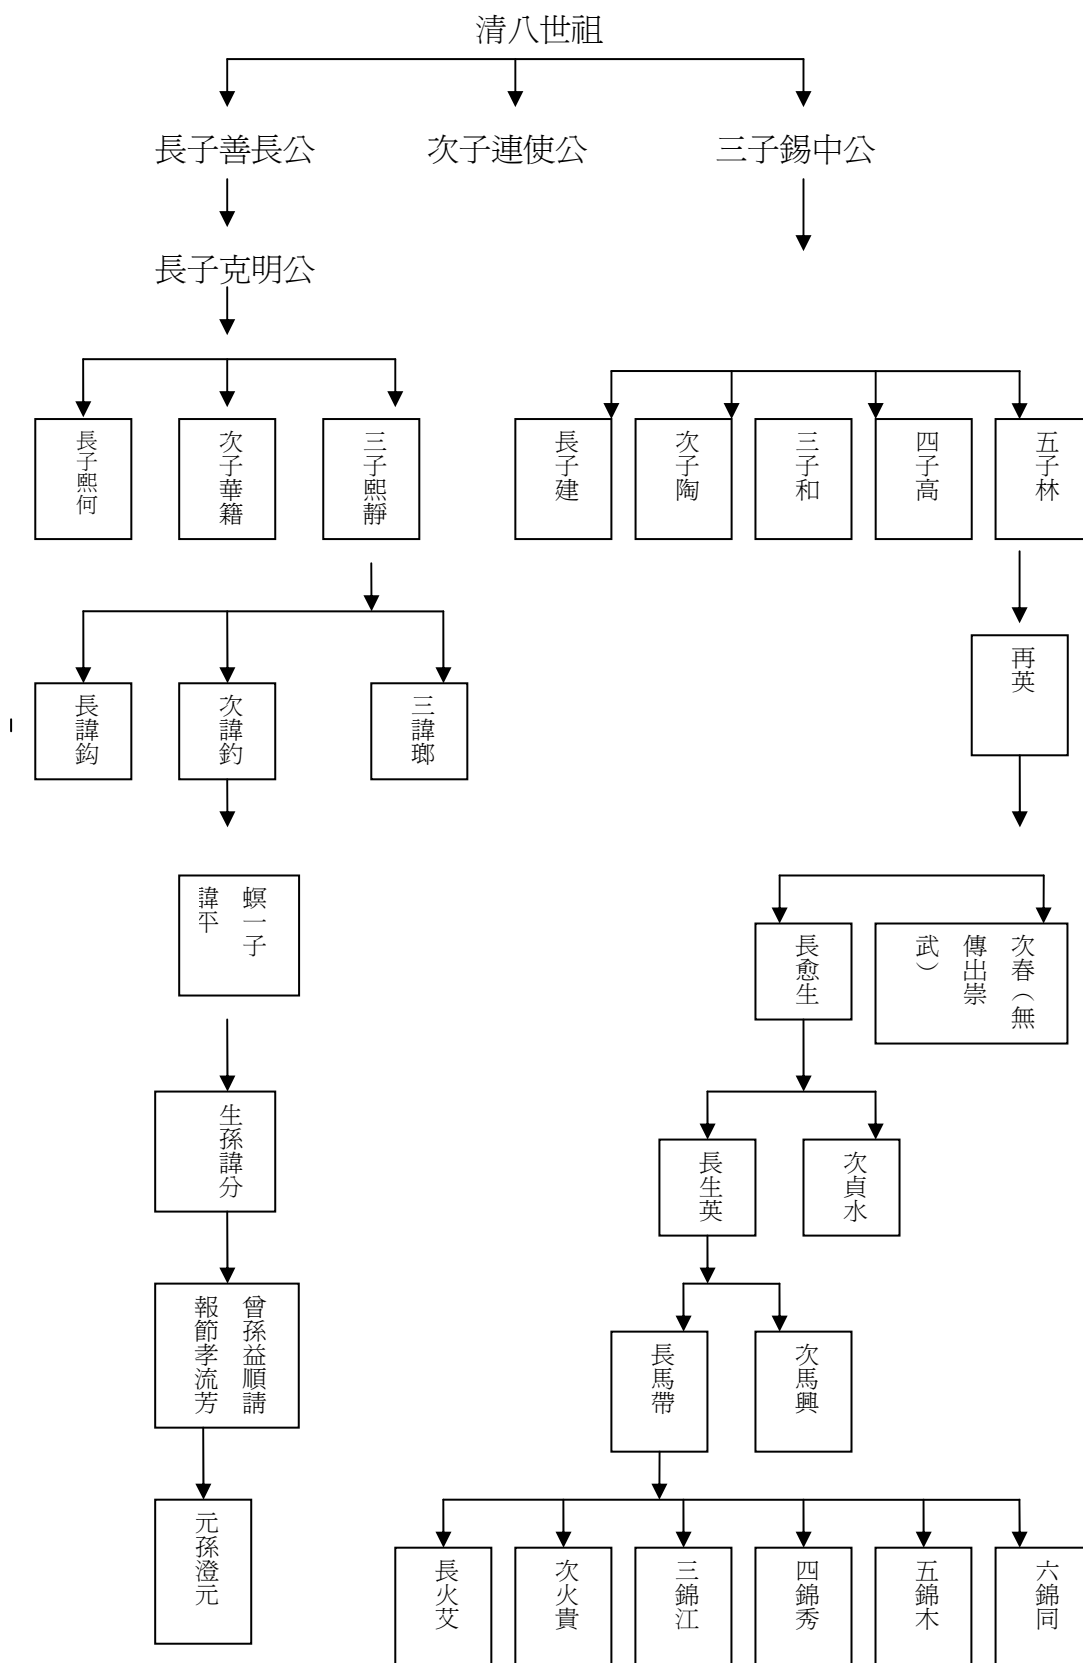 清八世祖
長子善長公
次子連使公
三子錫中公
長子克明公
長子熙何
次子華籍
三子熙靜
長子建
次子陶
三子和
四子高
五子林
再英
長諱鈎
次諱釣
三諱瑯
螟一子
諱平
長愈生
次春（無
傳出崇
武）
生孫諱分
長生英
次貞水
曾孫益順請
報節孝流芳
長馬帶
次馬興
元孫澄元
長火艾
次火貴
三錦江
四錦秀
五錦木
六錦同